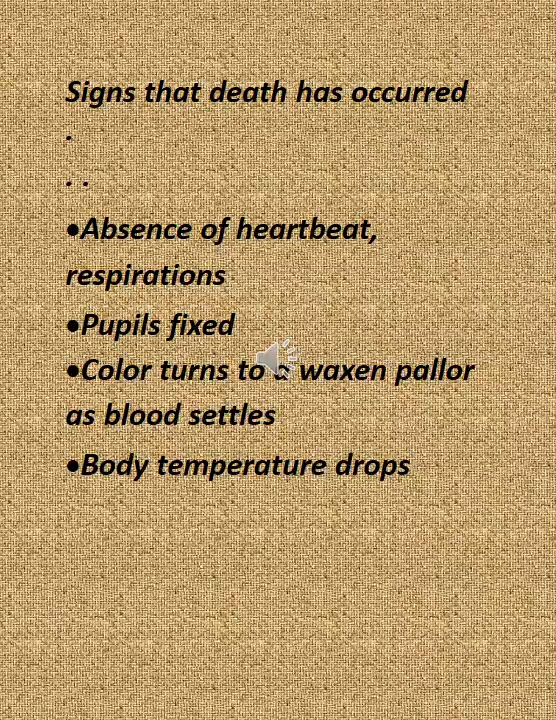 Signs that death has occurred
.
. .
•Absence of heartbeat,
respirations
•Pupils fixed
•Color turns to a waxen pallor
as blood settles
•Body temperature drops